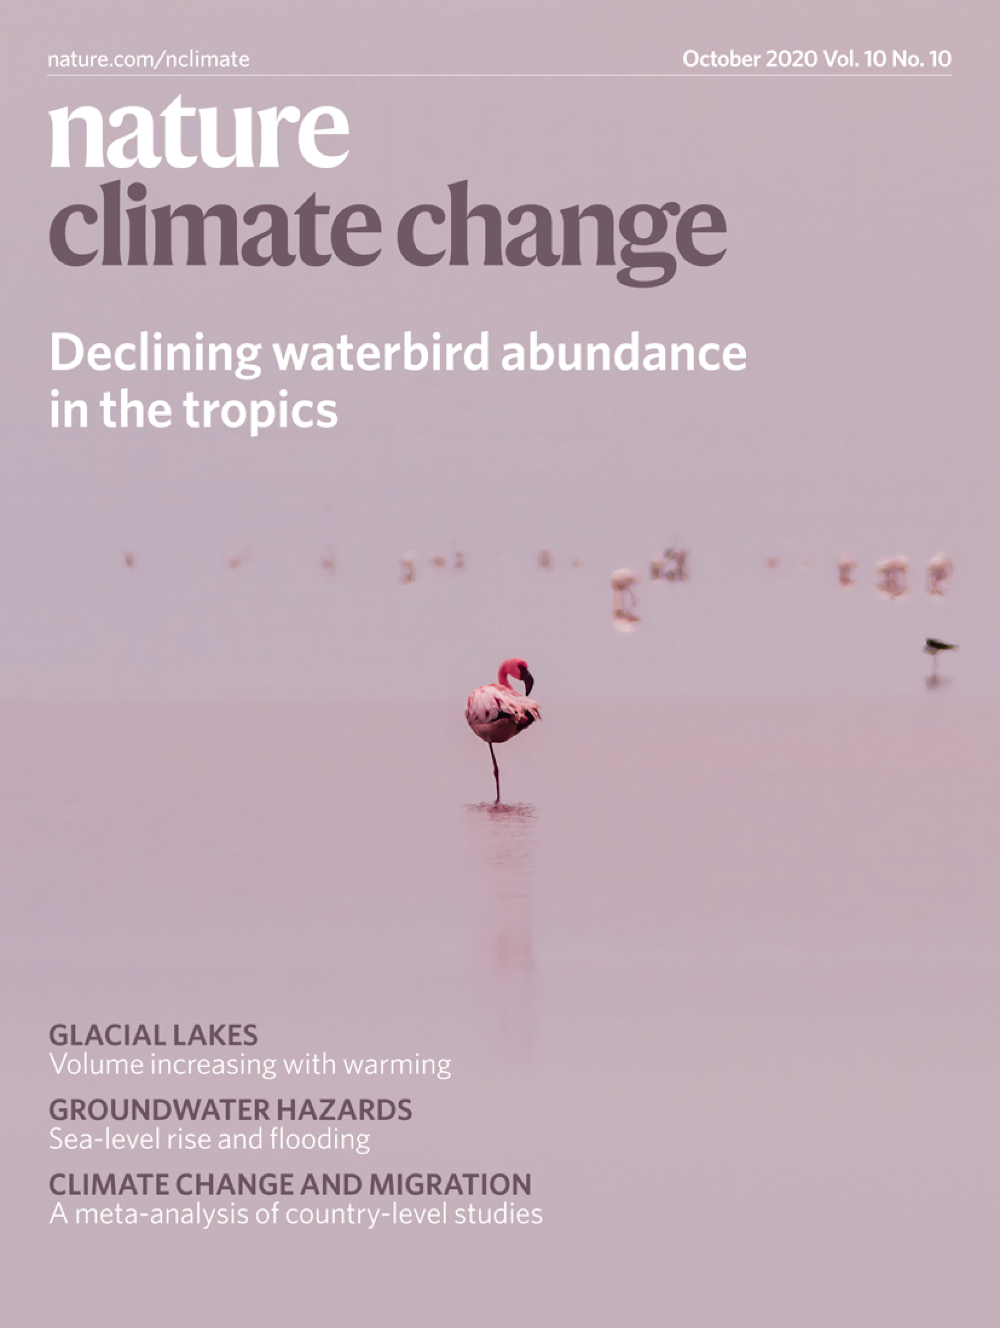 nature.com/nclimate
October 2020 Vol. 10 No. 10
nature
climate change
Declining waterbird abundance
in the tropics
GLACIAL LAKES
Volume increasing with warming
GROUNDWATER HAZARDS
Sea-level rise and flooding
CLIMATE CHANGE AND MIGRATION
A meta-analysis of country-level studies